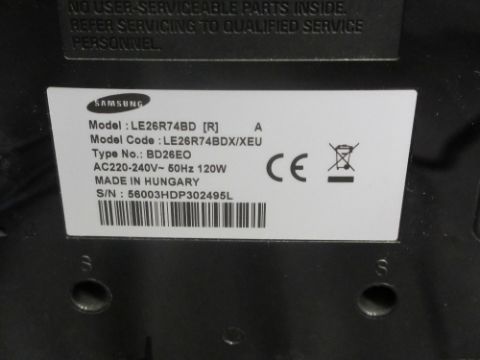 NO USER-SERVICEABLE PARTS INSIDE.
REFER SERVICING TO QUALIFIED SERVICE
PERSONNEL.
SAMSUNG
Model : LE26R74BD [R] A
Model Code : LE26R74BDX/XEU
Type No.: BD26EO
AC220-240V~ 50Hz 120W
MADE IN HUNGARY
S/N : 56003HDP302495L
CE
S
S